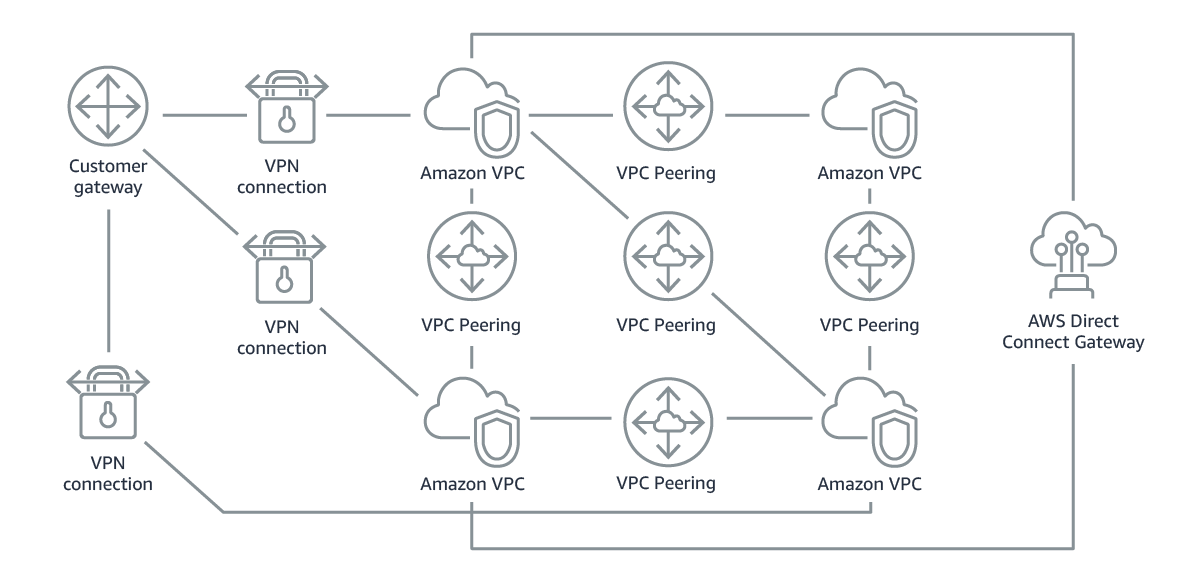 Customer
gateway
VPN
connection
Amazon VPC
VPC Peering
Amazon VPC
VPN
connection
VPC Peering
VPC Peering
VPC Peering
AWS Direct
Connect Gateway
VPN
connection
Amazon VPC
VPC Peering
Amazon VPC